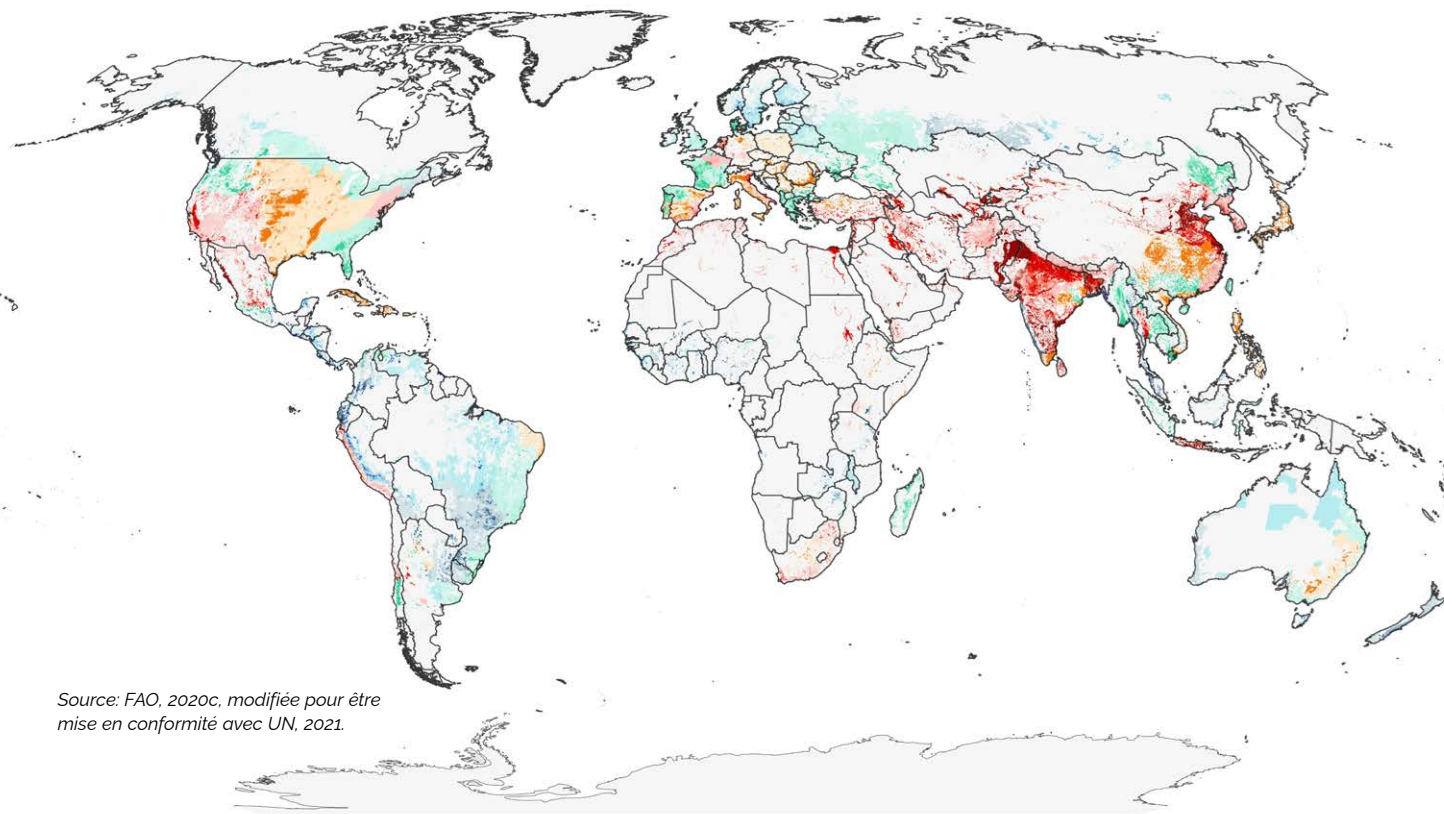 Source: FAO, 2020c, modifiée pour être
mise en conformité avec UN, 2021.